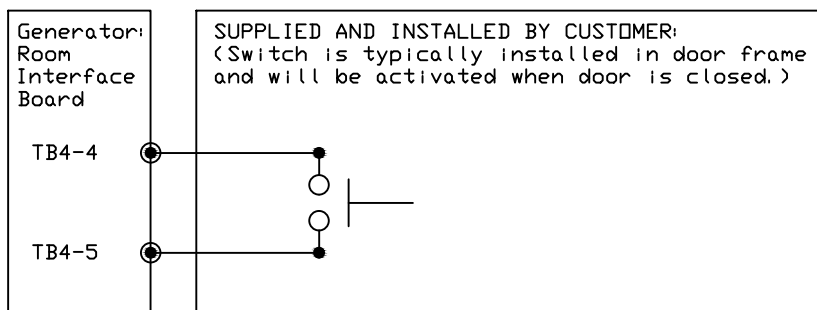 Generator:
Room
Interface
Board
SUPPLIED AND INSTALLED BY CUSTOMER:
(Switch is typically installed in door frame
and will be activated when door is closed.)
TB4-4
TB4-5